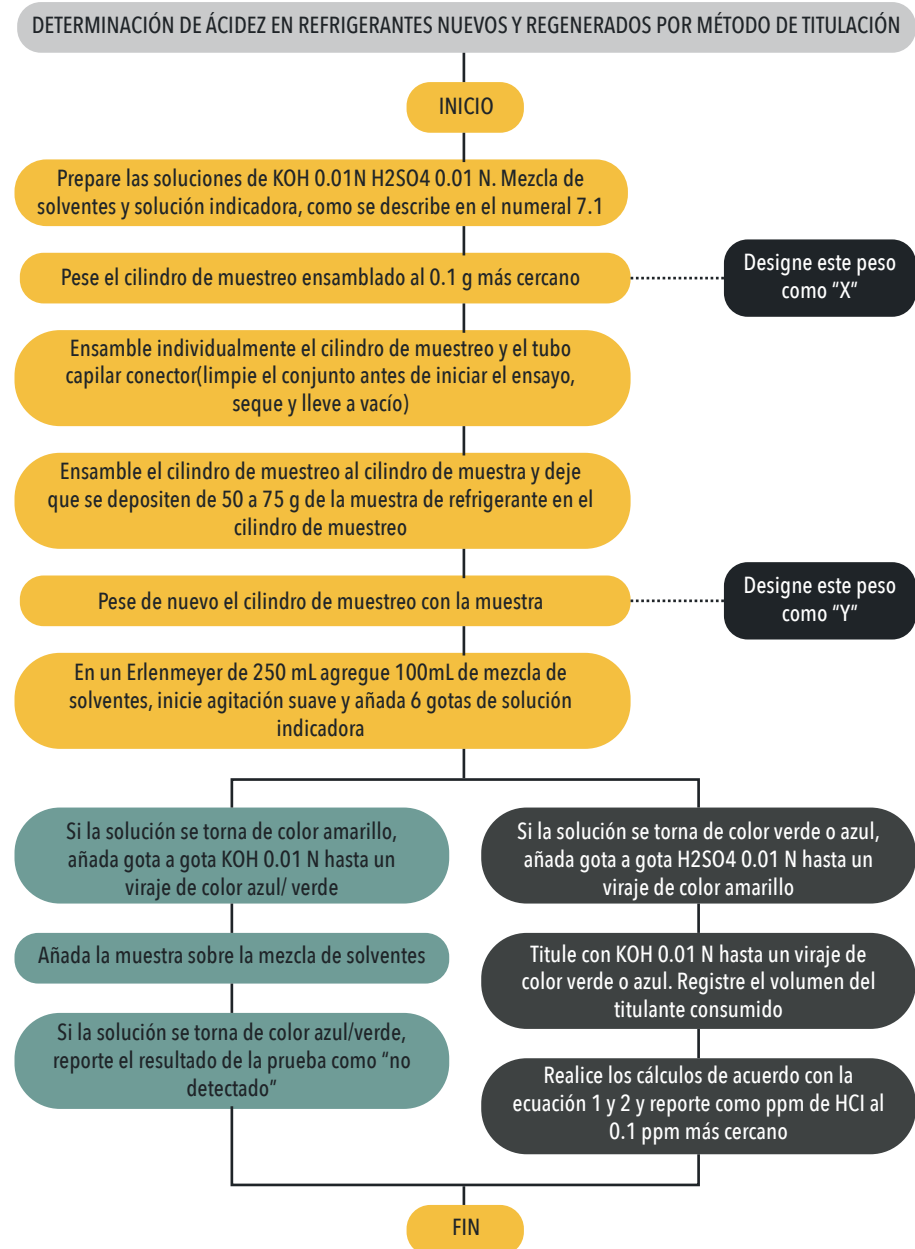 DETERMINACIÓN DE ÁCIDEZ EN REFRIGERANTES NUEVOS Y REGENERADOS POR MÉTODO DE TITULACIÓN
INICIO
Prepare las soluciones de KOH 0.01N H2SO4 0.01 N. Mezcla de
solventes y solución indicadora, como se describe en el numeral 7.1
Pese el cilindro de muestreo ensamblado al 0.1 g más cercano
Designe este peso
como "X"
Ensamble individualmente el cilindro de muestreo y el tubo
capilar conector(limpie el conjunto antes de iniciar el ensayo,
seque y lleve a vacío)
Ensamble el cilindro de muestreo al cilindro de muestra y deje
que se depositen de 50 a 75 g de la muestra de refrigerante en el
cilindro de muestreo
Pese de nuevo el cilindro de muestreo con la muestra
Designe este peso
como "Y"
En un Erlenmeyer de 250 mL agregue 100mL de mezcla de
solventes, inicie agitación suave y añada 6 gotas de solución
indicadora
Si la solución se torna de color amarillo,
añada gota a gota KOH 0.01 N hasta un
viraje de color azul/ verde
Añada la muestra sobre la mezcla de solventes
Si la solución se torna de color azul/verde,
reporte el resultado de la prueba como "no
detectado"
Si la solución se torna de color verde o azul,
añada gota a gota H2SO4 0.01 N hasta un
viraje de color amarillo
Titule con KOH 0.01 N hasta un viraje de
color verde o azul. Registre el volumen del
titulante consumido
Realice los cálculos de acuerdo con la
ecuación 1 y 2 y reporte como ppm de HCI al
0.1 ppm más cercano
FIN